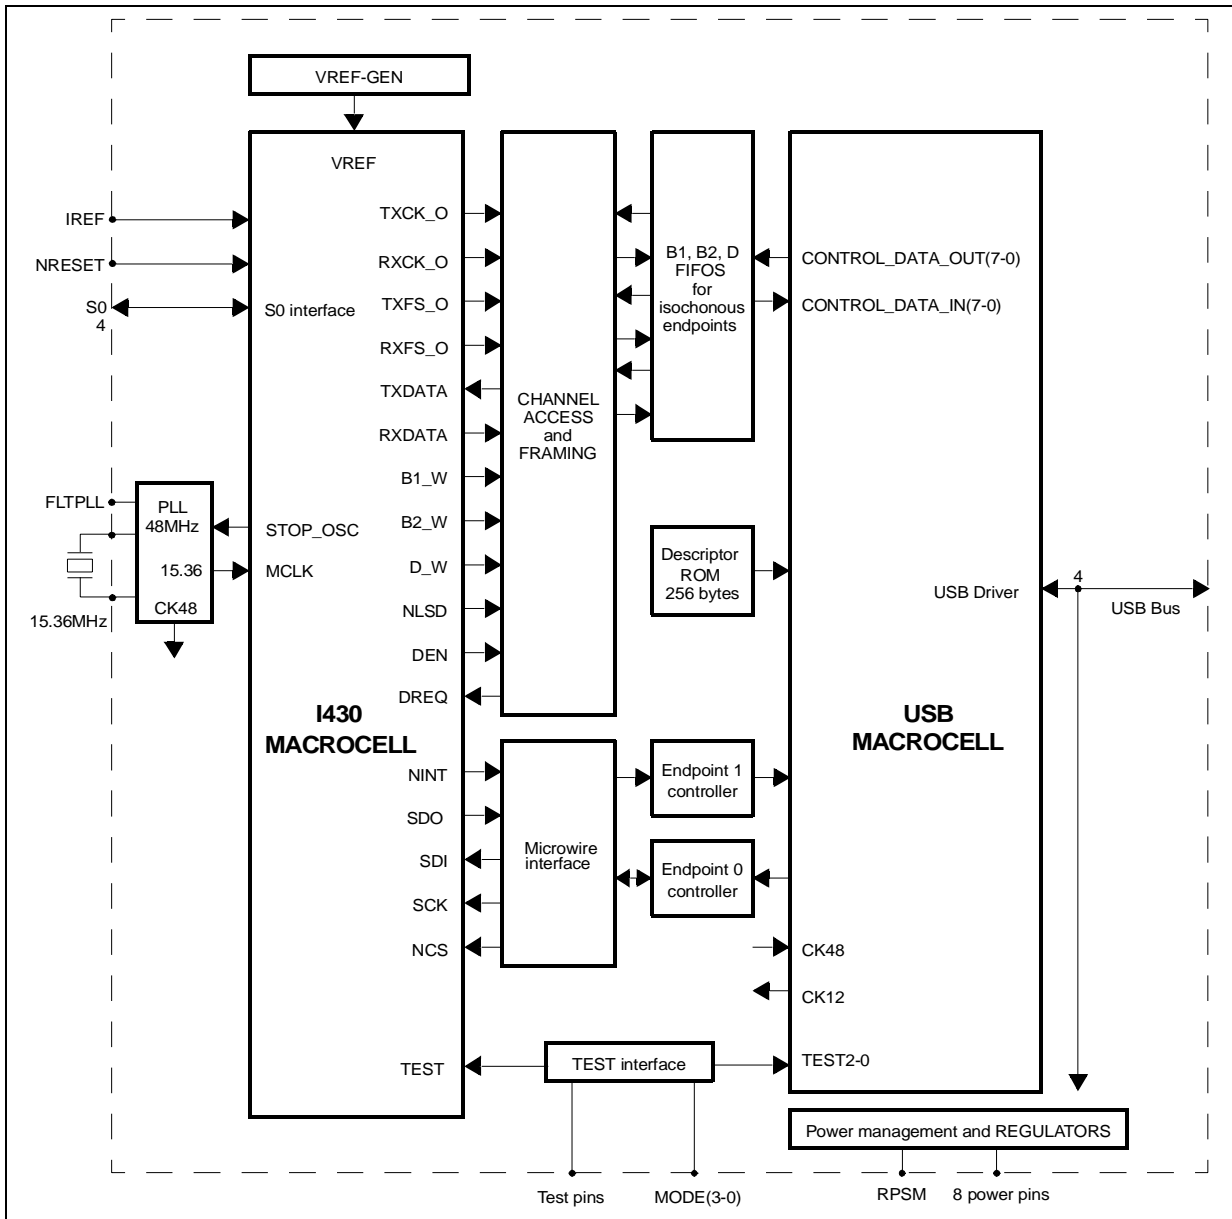 VREF-GEN
VREF
IREF
NRESET
S0
4
S0 interface
TXCK_O
RXCK_O
TXFS_O
RXFS_O
TXDATA
RXDATA
B1_W
B2_W
D_W
NLSD
DEN
DREQ
CHANNEL
ACCESS
and
FRAMING
B1, B2, D
FIFOS
for
isochonous
endpoints
CONTROL_DATA_OUT(7-0)
CONTROL_DATA_IN(7-0)
FLTPLL
PLL
48MHz
15.36
CK48
15.36MHz
STOP_OSC
MCLK
Descriptor
ROM
256 bytes
USB Driver
4
USB Bus
I430
MACROCELL
USB
MACROCELL
NINT
SDO
SDI
SCK
NCS
Microwire
interface
Endpoint 1
controller
Endpoint 0
controller
CK48
CK12
TEST
TEST interface
TEST2-0
Power management and REGULATORS
Test pins
MODE(3-0)
RPSM
8 power pins